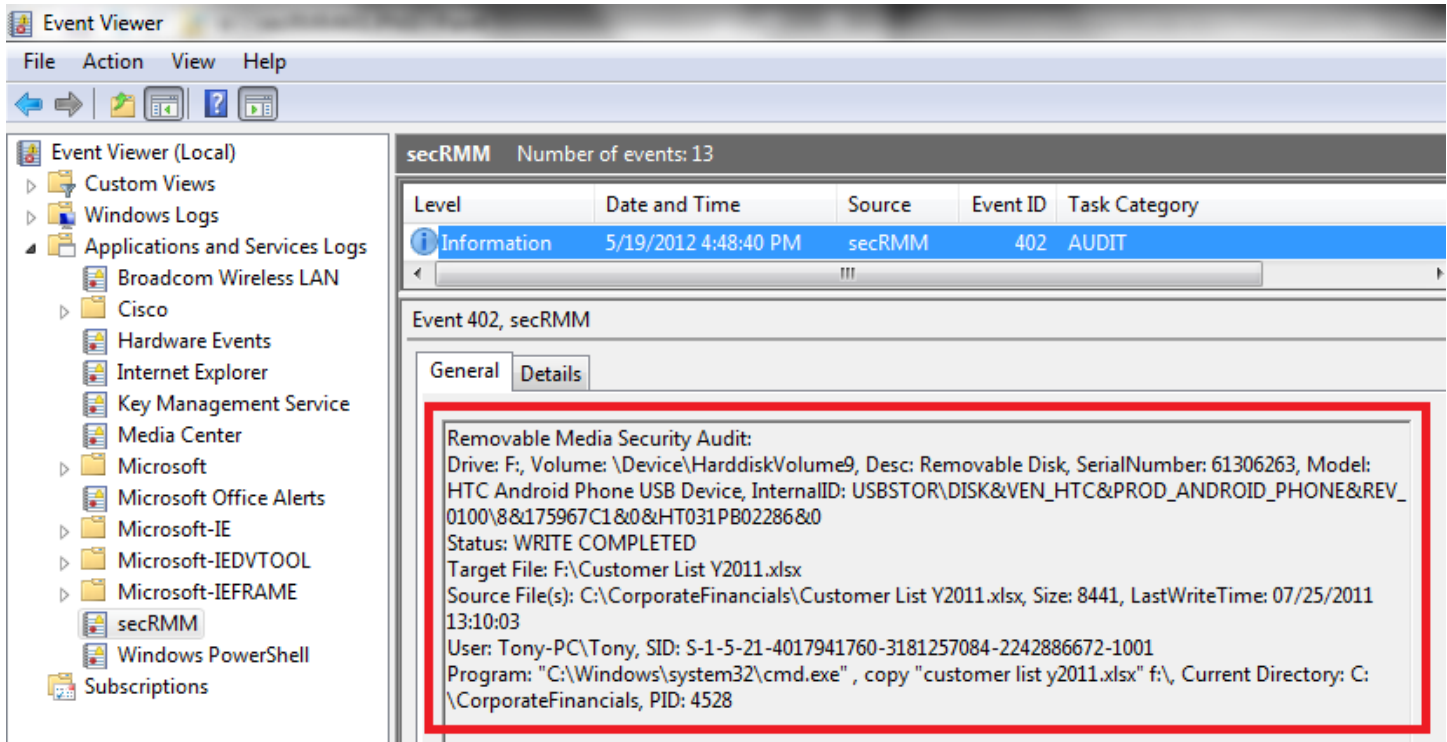 Event Viewer
File Action View Help
Event Viewer (Local)
Custom Views
Windows Logs
Applications and Services Logs
Broadcom Wireless LAN
Cisco
Hardware Events
Internet Explorer
Key Management Service
Media Center
Microsoft
Microsoft Office Alerts
Microsoft-IE
Microsoft-IEDVTOOL
Microsoft-IEFRAME
secRMM
Windows PowerShell
Subscriptions
secRMM Number of events: 13
Level Date and Time Source Event ID Task Category
Information 5/19/2012 4:48:40 PM secRMM 402 AUDIT
Event 402, secRMM
General Details
Removable Media Security Audit:
Drive: F:, Volume: \Device\HarddiskVolume9, Desc: Removable Disk, SerialNumber: 61306263, Model:
HTC Android Phone USB Device, InternalID: USBSTOR\DISK&VEN_HTC&PROD_ANDROID_PHONE&REV_
0100\8&175967C1&0&HT031PB02286&0
Status: WRITE COMPLETED
Target File: F:\Customer List Y2011.xlsx
Source File(s): C:\CorporateFinancials\Customer List Y2011.xlsx, Size: 8441, LastWriteTime: 07/25/2011
13:10:03
User: Tony-PC\Tony, SID: S-1-5-21-4017941760-3181257084-2242886672-1001
Program: "C:\Windows\system32\cmd.exe" , copy "customer list y2011.xlsx" f:\, Current Directory: C:
\CorporateFinancials, PID: 4528